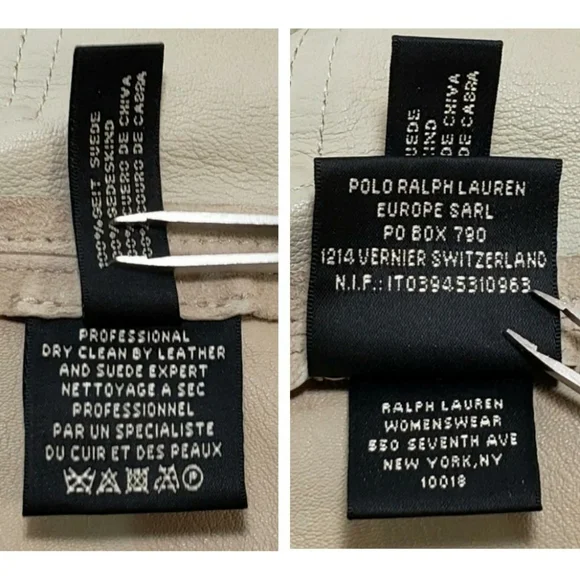 100% GEIT SUEDE
100% SEDESKIND
100% CUERO DE CHIVA
100% COURO DE CABRA
PROFESSIONAL
DRY CLEAN BY LEATHER
AND SUEDE EXPERT
NETTOYAGE A SEC
PROFESSIONNEL
PAR UN SPECIALISTE
DU CUIR ET DES PEAUX
P
SUEDE
DESKIND
DE CHIVA
DE CABRA
POLO RALPH LAUREN
EUROPE SARL
PO BOX 790
1214 VERNIER SWITZERLAND
N.I.F.: IT03945310963
RALPH LAUREN
WOMENSWEAR
550 SEVENTH AVE
NEW YORK, NY
10018